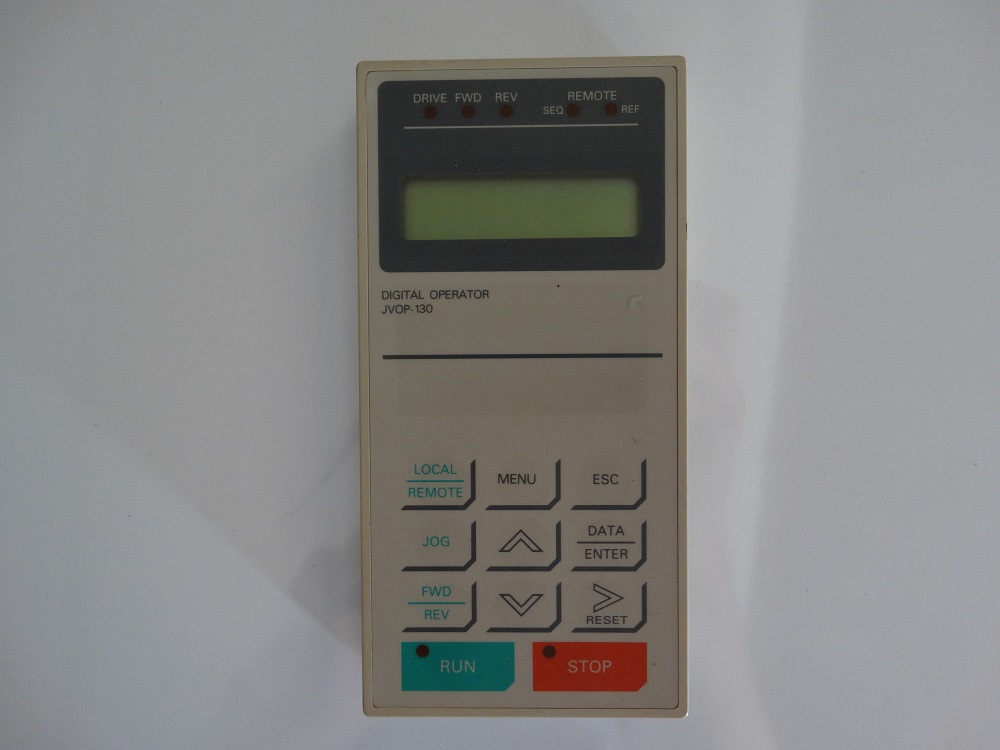 DRIVE FWD REV REMOTE
SEQ REF
DIGITAL OPERATOR
JVOP-130
LOCAL
REMOTE
MENU
ESC
JOG
DATA
ENTER
FWD
REV
RESET
RUN
STOP